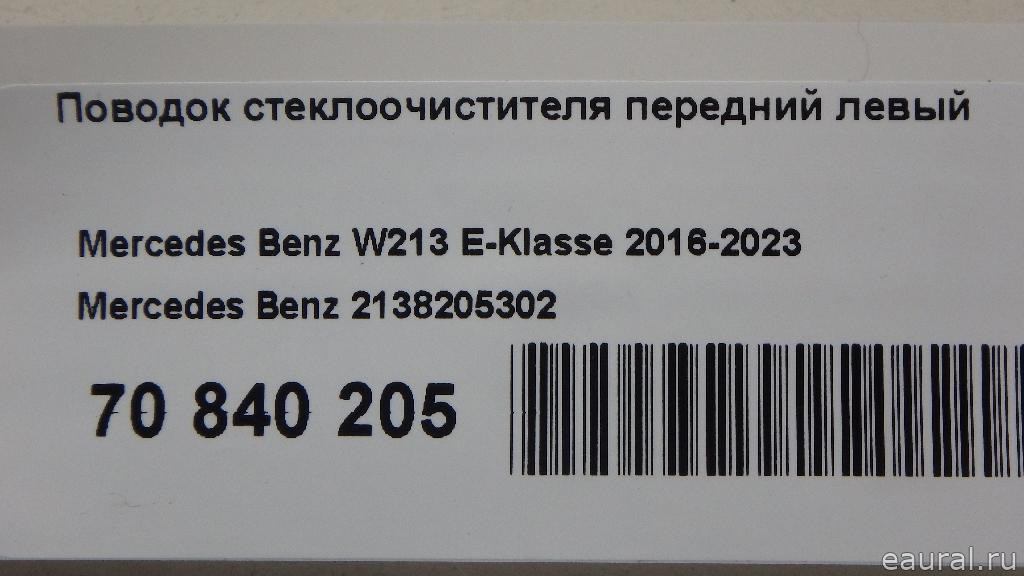 Поводок стеклоочистителя передний левый
Mercedes Benz W213 E-Klasse 2016-2023
Mercedes Benz 2138205302
70 840 205
eaural.ru